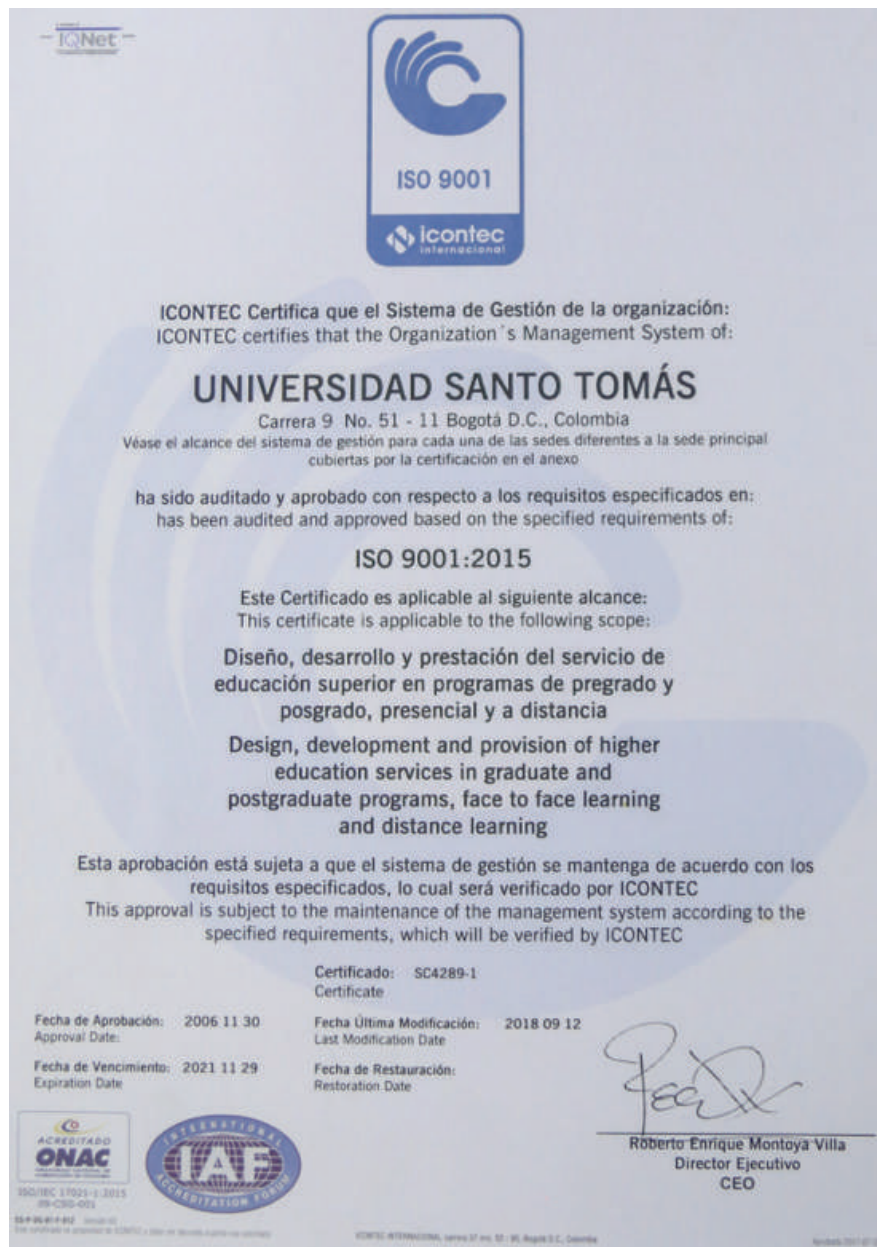 IQNet
ISO 9001
icontec
internacional
ICONTEC Certifica que el Sistema de Gestión de la organización:
ICONTEC certifies that the Organization´s Management System of:
UNIVERSIDAD SANTO TOMÁS
Carrera 9 No. 51 - 11 Bogotá D.C., Colombia
Véase el alcance del sistema de gestión para cada una de las sedes diferentes a la sede principal
cubiertas por la certificación en el anexo
ha sido auditado y aprobado con respecto a los requisitos especificados en:
has been audited and approved based on the specified requirements of:
ISO 9001:2015
Este Certificado es aplicable al siguiente alcance:
This certificate is applicable to the following scope:
Diseño, desarrollo y prestación del servicio de
educación superior en programas de pregrado y
posgrado, presencial y a distancia
Design, development and provision of higher
education services in graduate and
postgraduate programs, face to face learning
and distance learning
Esta aprobación está sujeta a que el sistema de gestión se mantenga de acuerdo con los
requisitos especificados, lo cual será verificado por ICONTEC
This approval is subject to the maintenance of the management system according to the
specified requirements, which will be verified by ICONTEC
Certificado: SC4289-1
Certificate
Fecha de Aprobación: 2006 11 30
Approval Date:
Fecha Última Modificación: 2018 09 12
Last Modification Date
Fecha de Vencimiento: 2021 11 29
Expiration Date
Fecha de Restauración:
Restoration Date
Roberto Enrique Montoya Villa
Director Ejecutivo
CEO
ACREDITADO
ONAC
ISO/IEC 17021-1:2015
09-CSG-001
INTERNATIONAL
IAF
ACCREDITATION FORUM